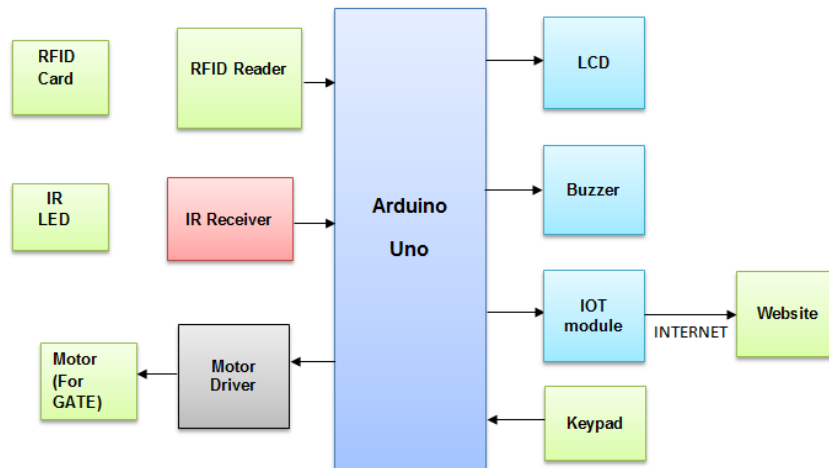 RFID
Card
RFID Reader
LCD
IR
LED
IR Receiver
Arduino
Uno
Buzzer
IOT
module
INTERNET
Website
Motor
(For
GATE)
Motor
Driver
Keypad